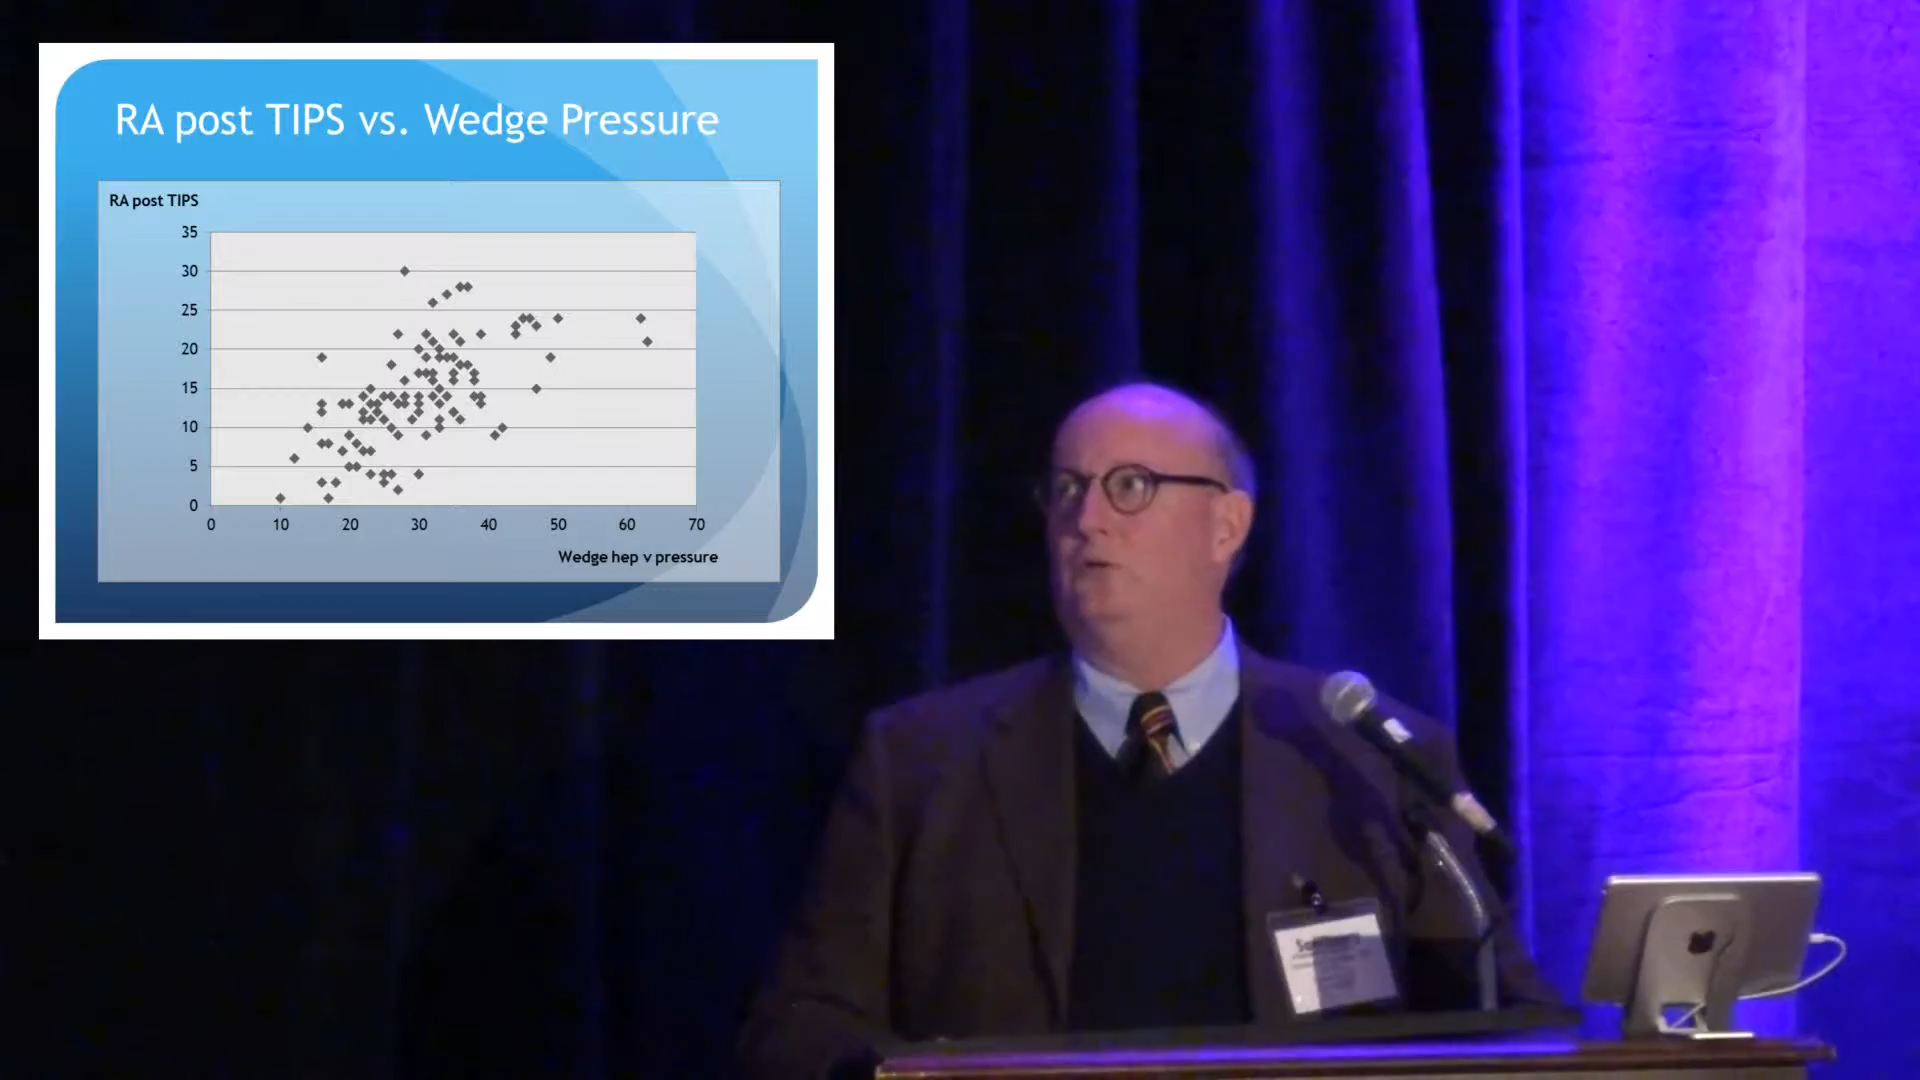 RA post TIPS vs. Wedge Pressure
RA post TIPS
35
30
25
20
15
10
5
0
0 10 20 30 40 50 60 70
Wedge hep v pressure